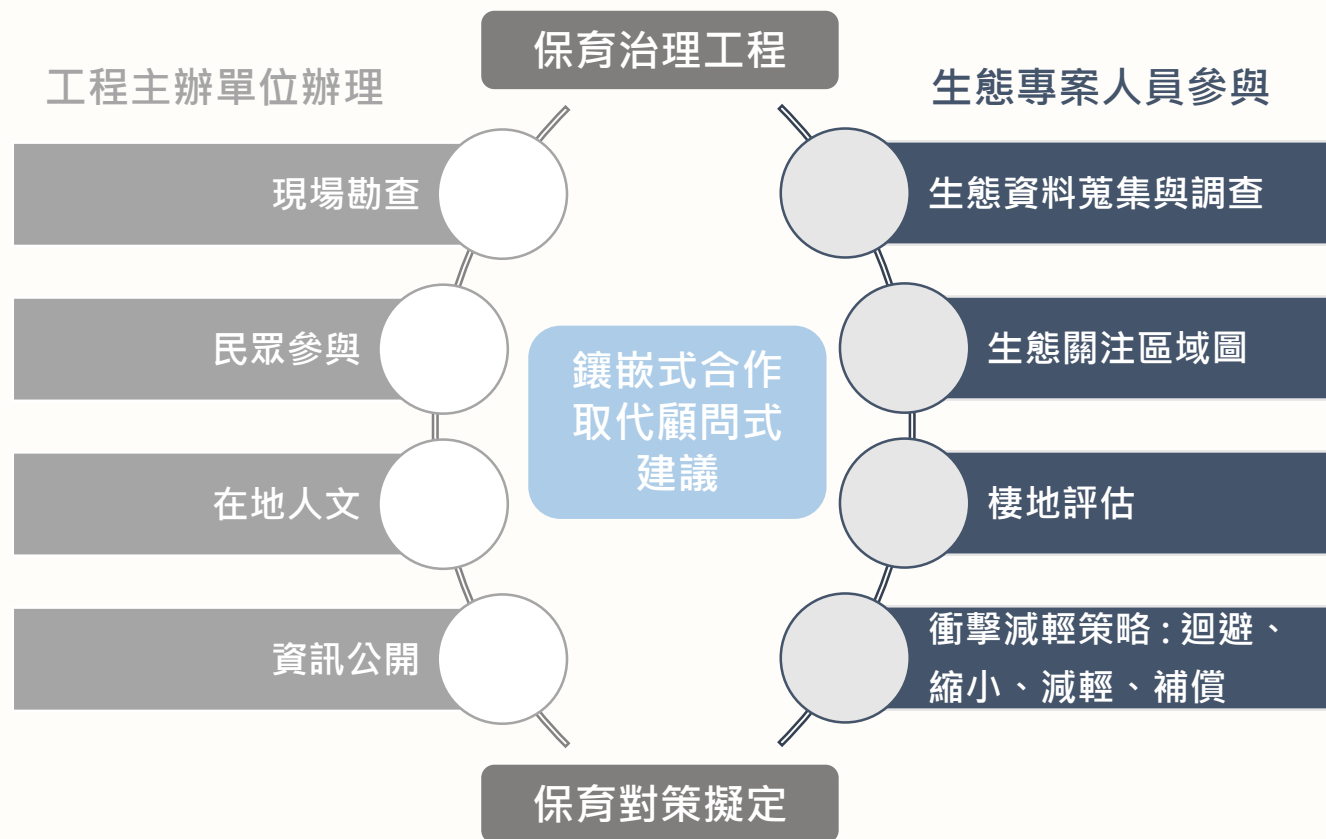 保育治理工程
工程主辦單位辦理
現場勘查
民眾參與
在地人文
資訊公開
鑲嵌式合作
取代顧問式
建議
生態專案人員參與
生態資料蒐集與調查
生態關注區域圖
棲地評估
衝擊減輕策略：迴避、
縮小、減輕、補償
保育對策擬定